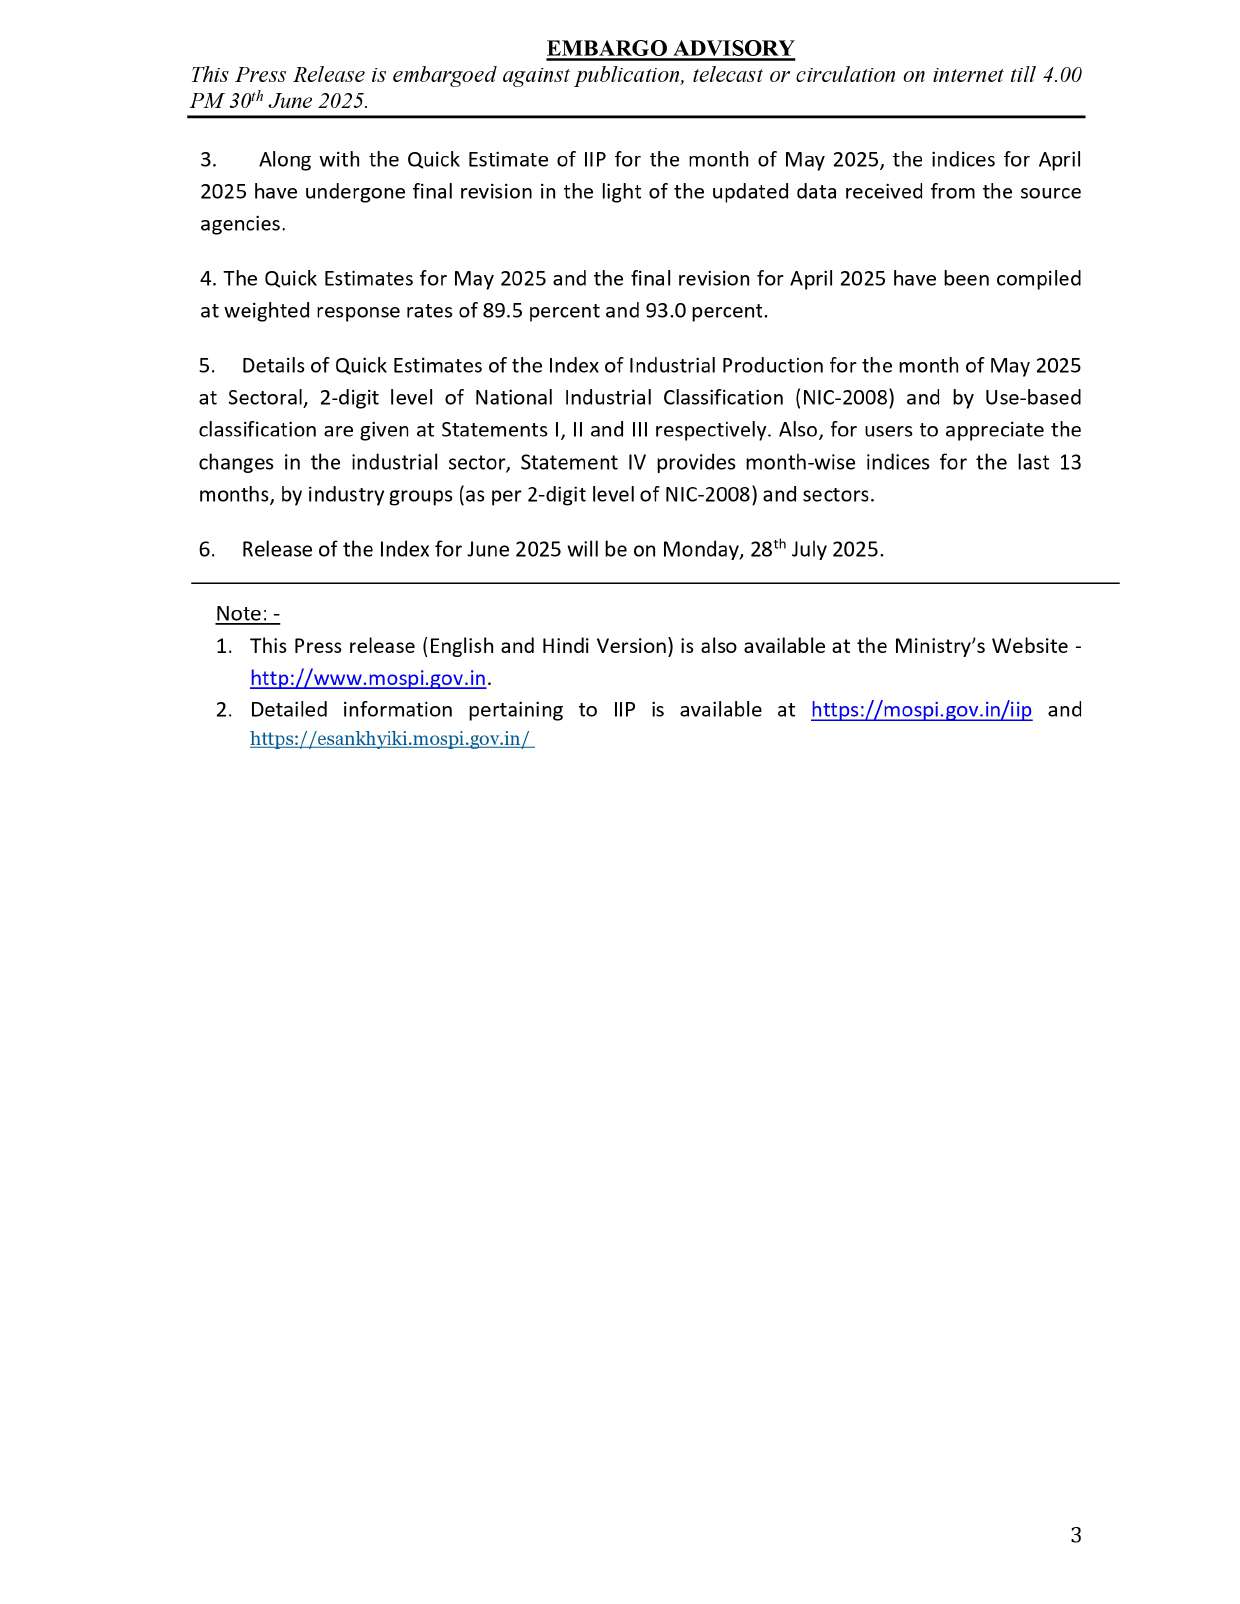 EMBARGO ADVISORY
This Press Release is embargoed against publication, telecast or circulation on internet till 4.00
PM 30th June 2025.
3. Along with the Quick Estimate of IIP for the month of May 2025, the indices for April
2025 have undergone final revision in the light of the updated data received from the source
agencies.
4. The Quick Estimates for May 2025 and the final revision for April 2025 have been compiled
at weighted response rates of 89.5 percent and 93.0 percent.
5. Details of Quick Estimates of the Index of Industrial Production for the month of May 2025
at Sectoral, 2-digit level of National Industrial Classification (NIC-2008) and by Use-based
classification are given at Statements I, II and III respectively. Also, for users to appreciate the
changes in the industrial sector, Statement IV provides month-wise indices for the last 13
months, by industry groups (as per 2-digit level of NIC-2008) and sectors.
6. Release of the Index for June 2025 will be on Monday, 28th July 2025.
Note: -
1. This Press release (English and Hindi Version) is also available at the Ministry’s Website -
http://www.mospi.gov.in.
2. Detailed information pertaining to IIP is available at https://mospi.gov.in/iip and
https://esankhyiki.mospi.gov.in/
3